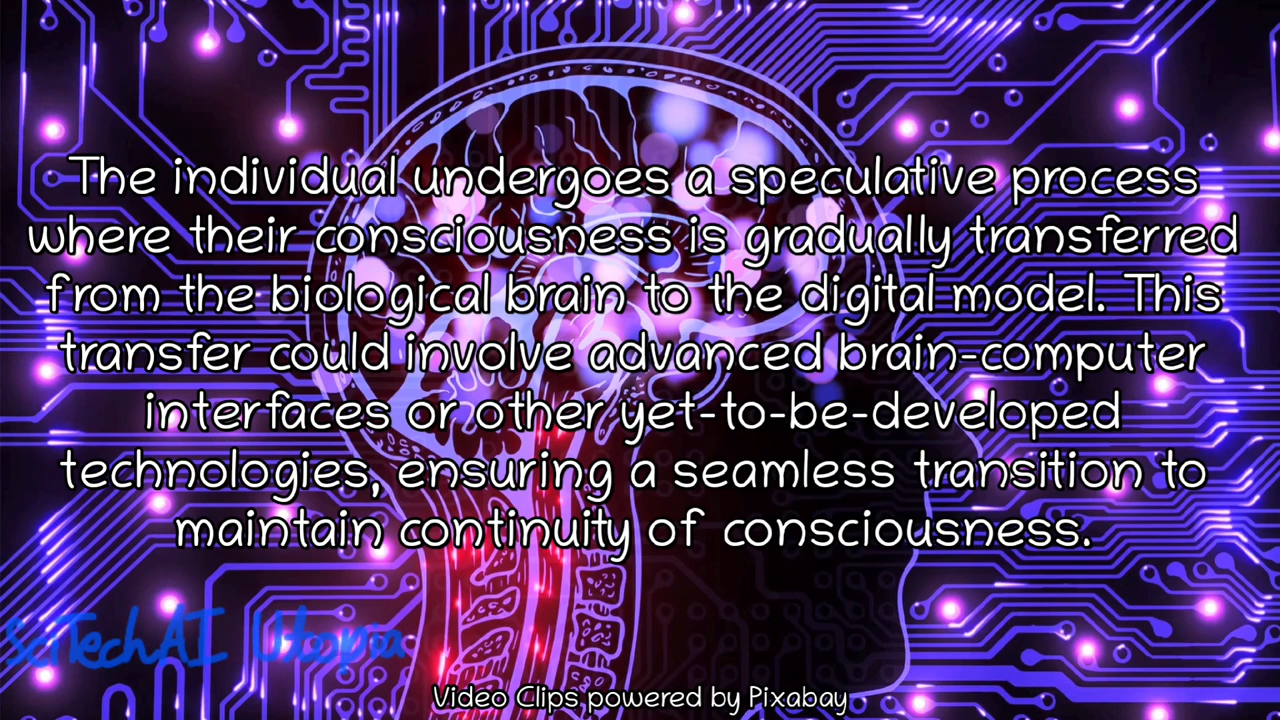 The individual undergoes a speculative process
where their consciousness is gradually transferred
from the biological brain to the digital model. This
transfer could involve advanced brain-computer
interfaces or other yet-to-be-developed
technologies, ensuring a seamless transition to
maintain continuity of consciousness.
SciTechAI Utopia
Video Clips powered by Pixabay